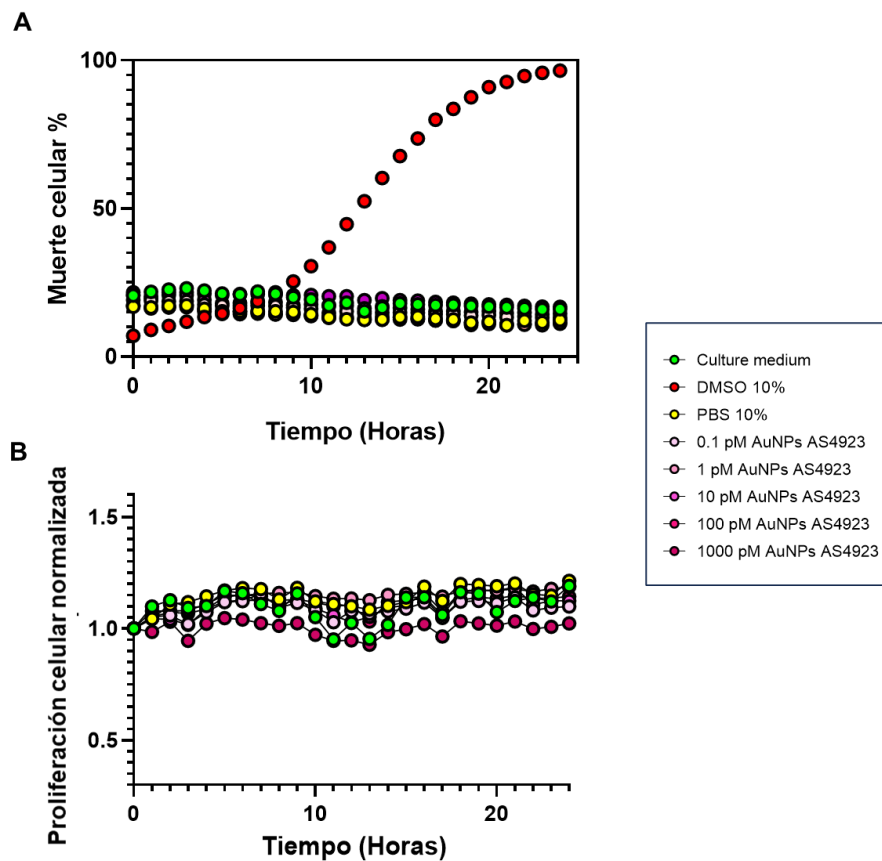 A
Muerte celular %
100
50
0
0
10
20
Tiempo (Horas)
Culture medium
DMSO 10%
PBS 10%
0.1 pM AuNPs AS4923
1 pM AuNPs AS4923
10 pM AuNPs AS4923
100 pM AuNPs AS4923
1000 pM AuNPs AS4923
B
Proliferación celular normalizada
1.5
1.0
0.5
0
10
20
Tiempo (Horas)